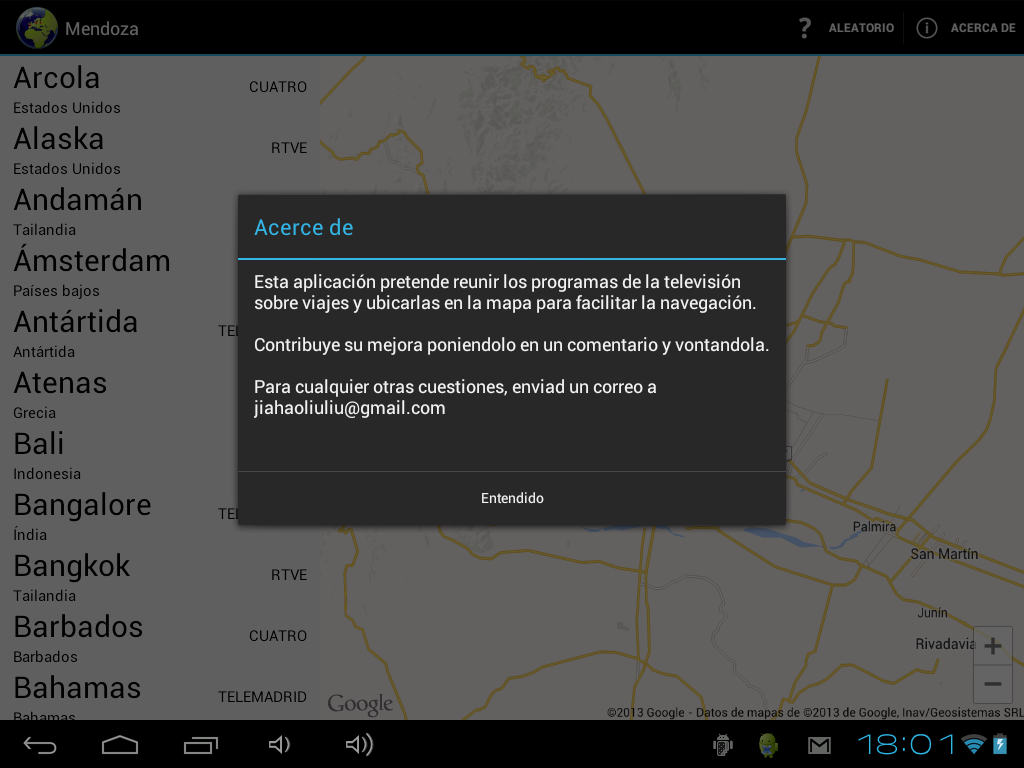 Mendoza
ALEATORIO
ACERCA DE
Arcola
CUATRO
Estados Unidos
Alaska
RTVE
Estados Unidos
Andamán
Tailandia
Ámsterdam
Países bajos
Antártida
TEL
Antártida
Atenas
Grecia
Bali
Indonesia
Bangalore
TEL
Índia
Bangkok
RTVE
Tailandia
Barbados
CUATRO
Barbados
Bahamas
TELEMADRID
Bahamas
Acerce de
Esta aplicación pretende reunir los programas de la televisión
sobre viajes y ubicarlas en la mapa para facilitar la navegación.
Contribuye su mejora poniendolo en un comentario y vontandola.
Para cualquier otras cuestiones, enviad un correo a
jiahaoliuliu@gmail.com
Entendido
Palmira
San Martín
Junín
Rivadavia
Google
©2013 Google - Datos de mapas de ©2013 de Google, Inav/Geosistemas SRL
18:01